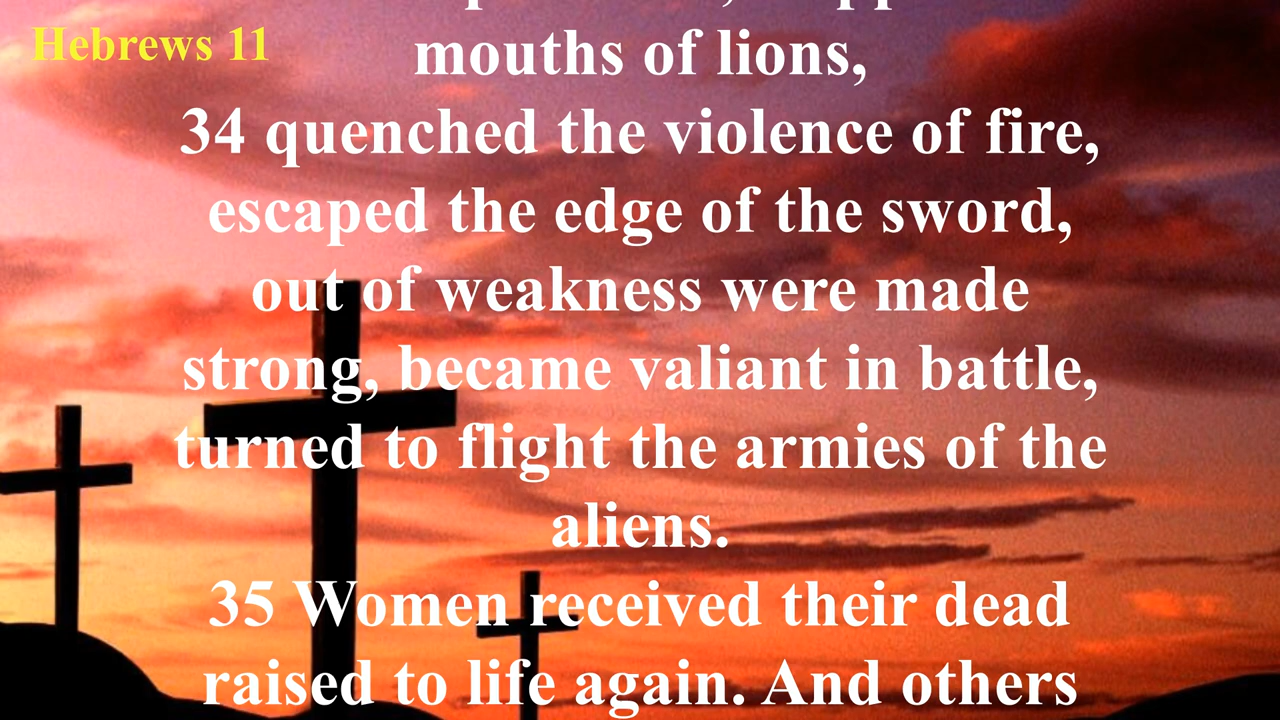 Hebrews 11
mouths of lions,
34 quenched the violence of fire,
escaped the edge of the sword,
out of weakness were made
strong, became valiant in battle,
turned to flight the armies of the
aliens.
35 Women received their dead
raised to life again. And others